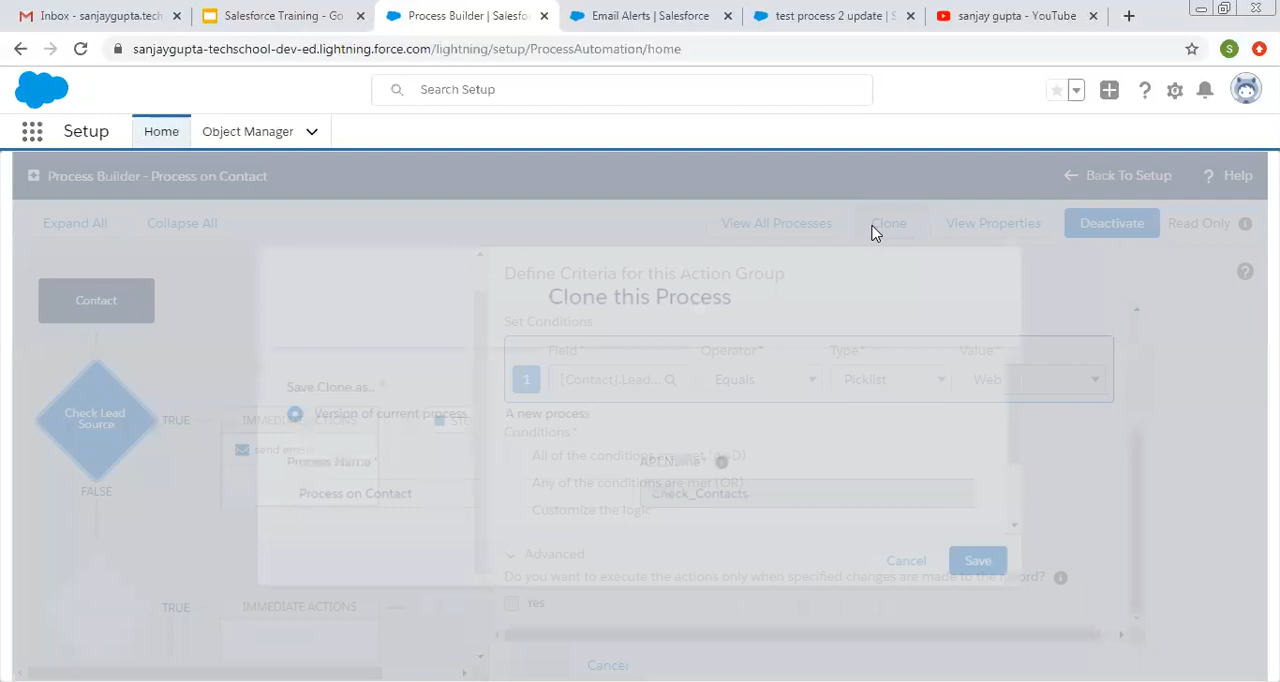 Inbox - sanjaygupta.tech
Salesforce Training - Go
Process Builder | Salesfo
Email Alerts | Salesforce
test process 2 update | S
sanjay gupta - YouTube
sanjaygupta-techschool-dev-ed.lightning.force.com/lightning/setup/ProcessAutomation/home
S
Search Setup
Setup
Home
Object Manager
Process Builder - Process on Contact
Back To Setup
? Help
Expand All
Collapse All
View All Processes
Clone
View Properties
Deactivate
Read Only
Define Criteria for this Action Group
Clone this Process
Contact
Set Conditions
Field*
Operator*
Type*
Value*
1
[Contact].Lead...
Equals
Picklist
Web
Save Clone as.. *
Version of current process
A new process
Check Lead
Source
TRUE
IMMEDIATE ACTIONS
send em
Conditions *
All of the conditions are met (AND)
Any of the conditions are met (OR)
Customize the logic
Process Name*
API Name*
Process on Contact
Check_Contacts
FALSE
Advanced
Cancel
Save
Do you want to execute the actions only when specified changes are made to the record?
Yes
TRUE
IMMEDIATE ACTIONS
Cancel